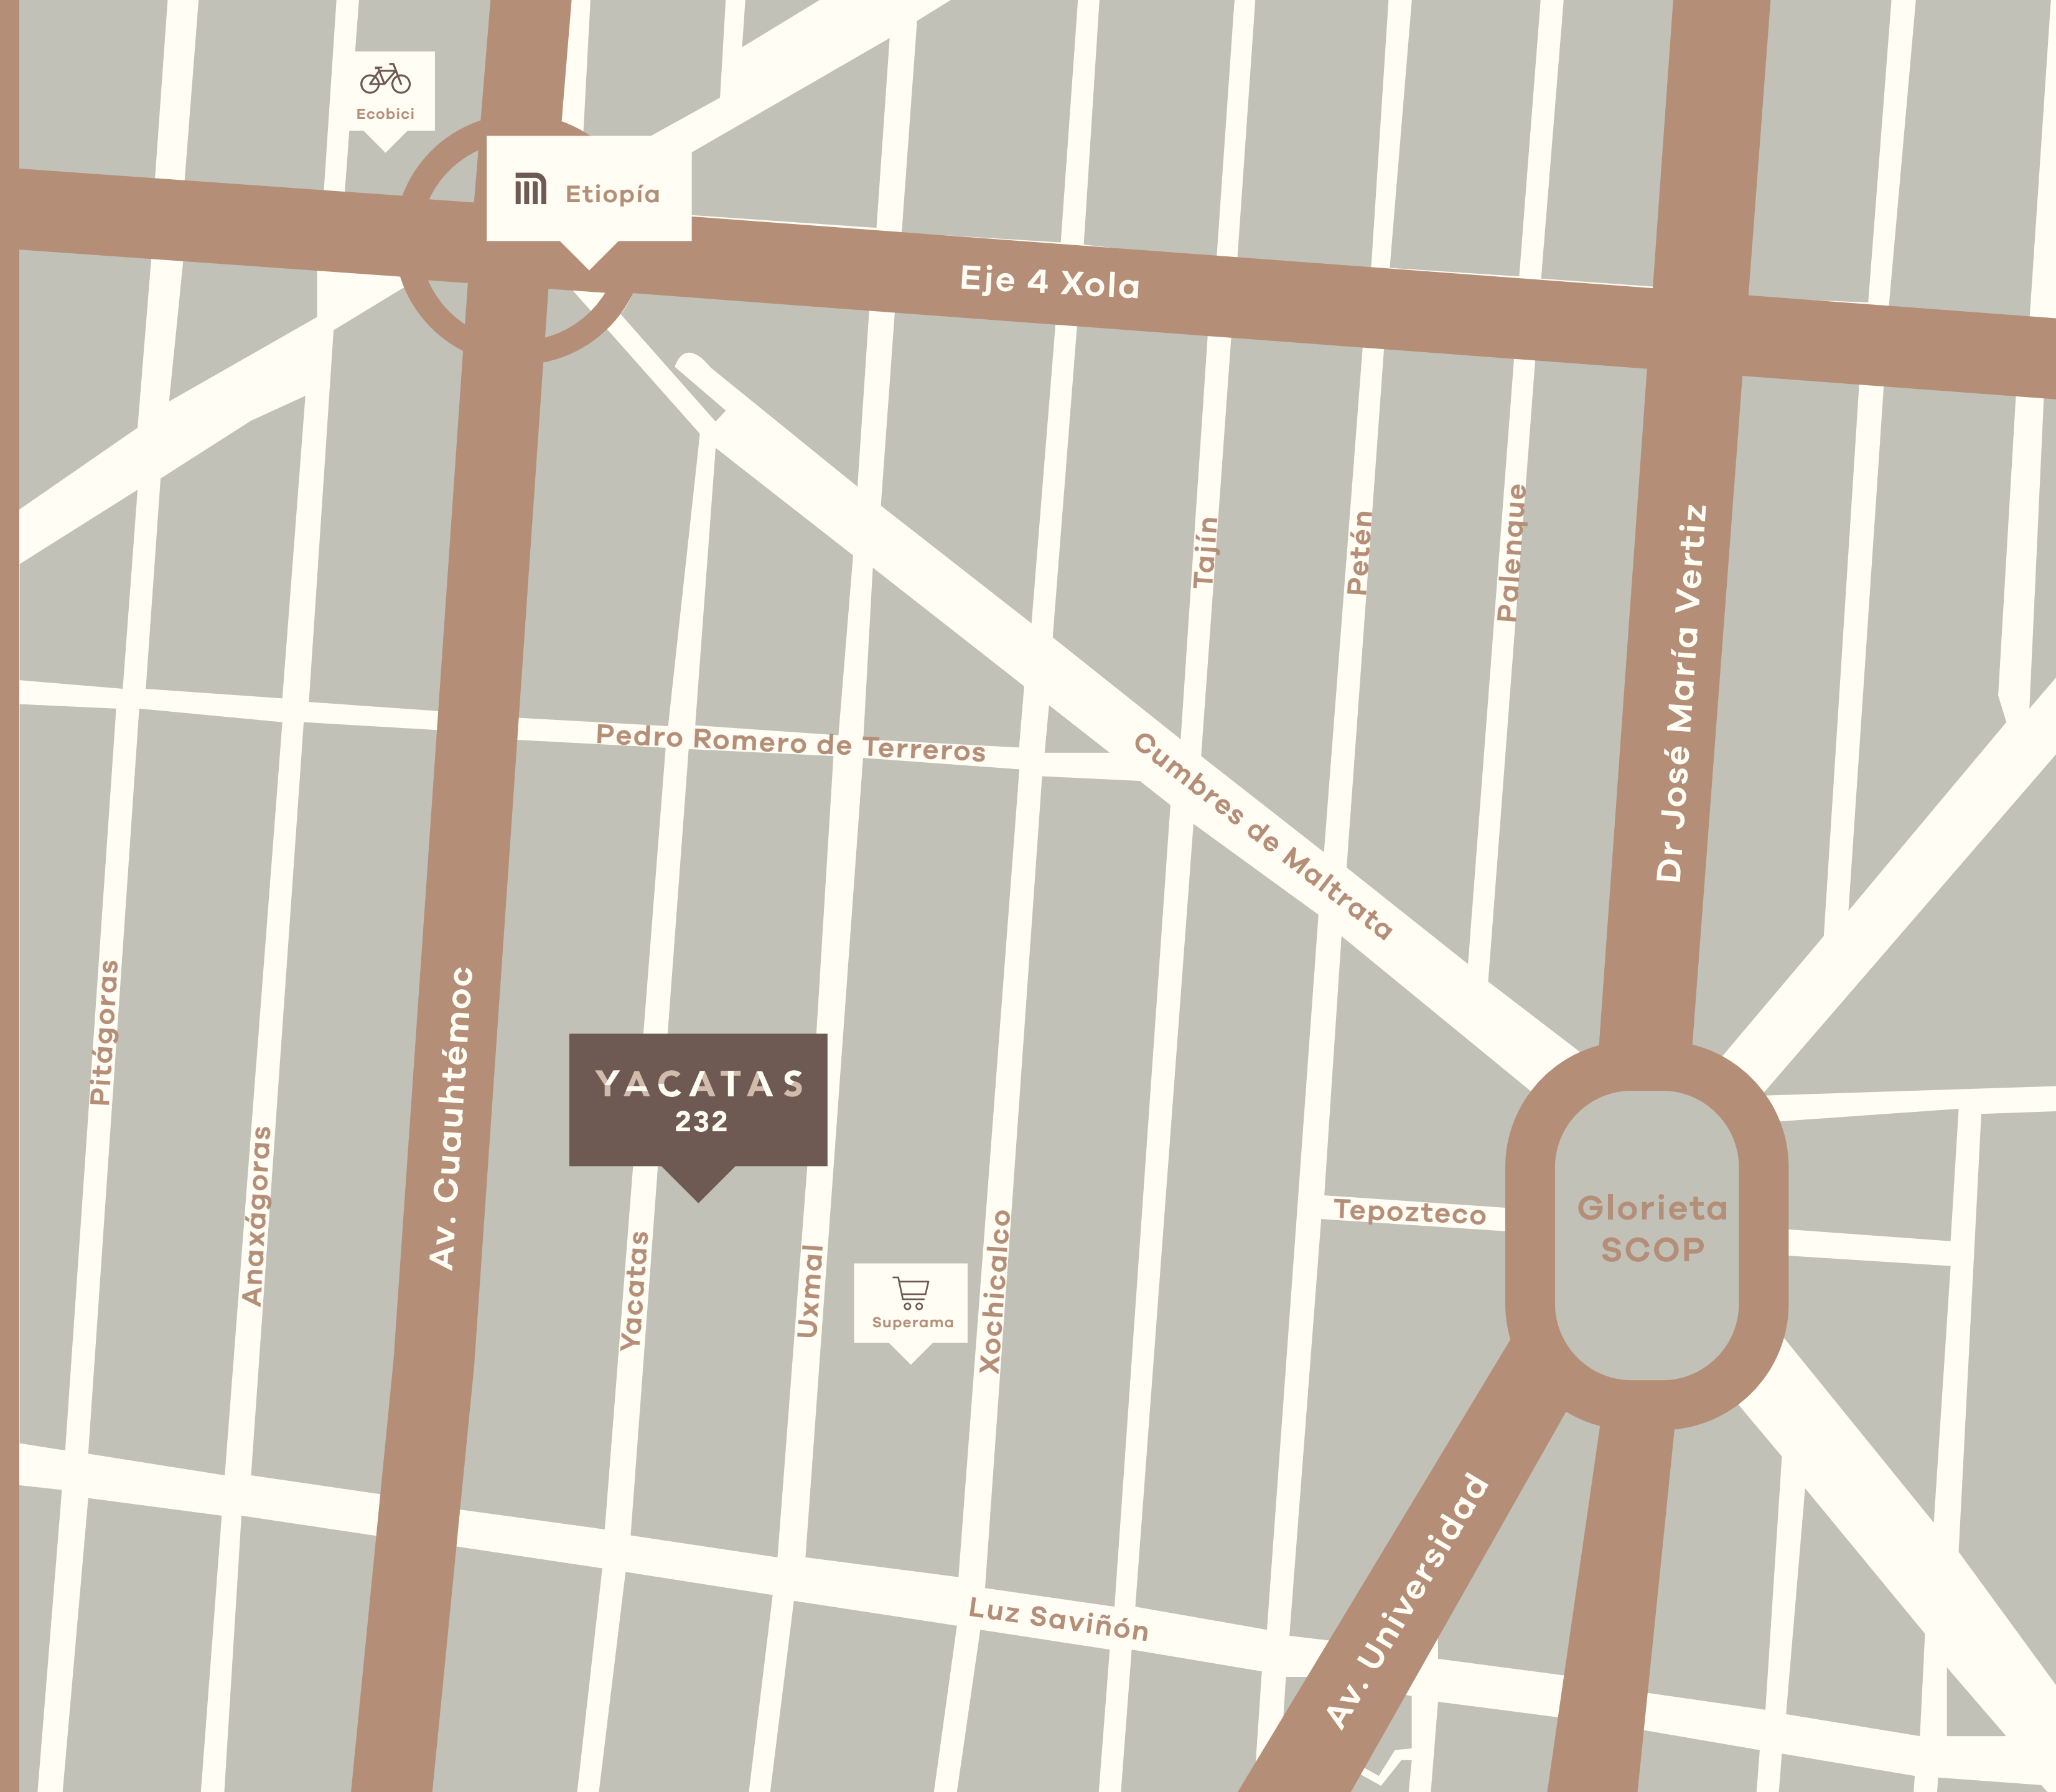 Ecobici
Etiopía
Eje 4 Xola
Tajín
Petén
Palenque
Dr José María Vertiz
Pedro Romero de Terreros
Cumbres de Maltrata
Pitágoras
Anaxágoras
Av. Cuauhtémoc
YACATAS
232
Yacatas
Uxmal
Superama
Xochicalco
Tepozteco
Glorieta
SCOP
Av. Universidad
Luz Saviñón